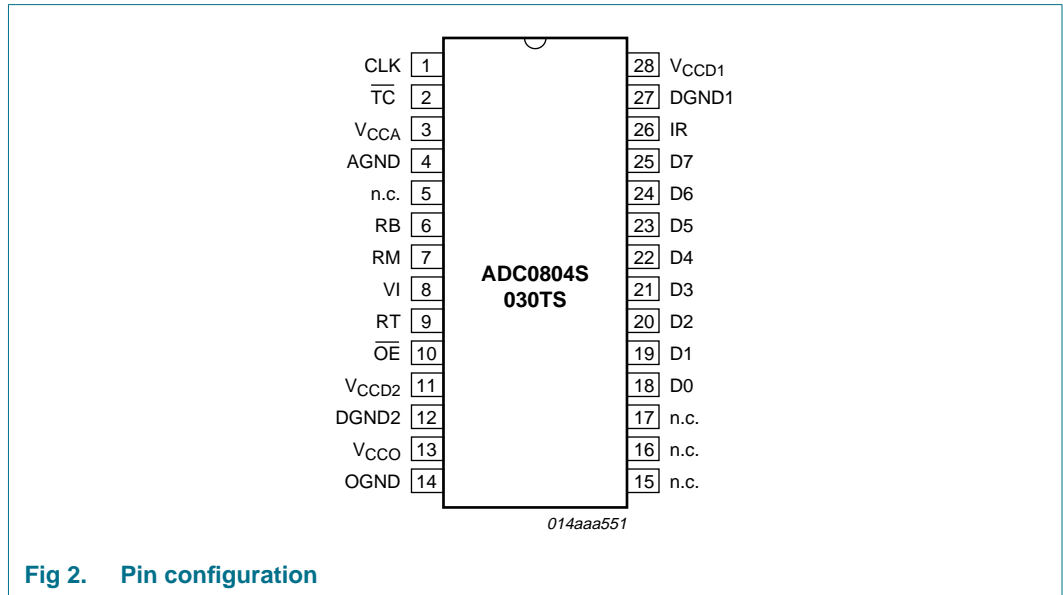 CLK 1
TC 2
VCCA 3
AGND 4
n.c. 5
RB 6
RM 7
VI 8
RT 9
OE 10
VCCD2 11
DGND2 12
VCCO 13
OGND 14
ADC0804S
030TS
28 VCCD1
27 DGND1
26 IR
25 D7
24 D6
23 D5
22 D4
21 D3
20 D2
19 D1
18 D0
17 n.c.
16 n.c.
15 n.c.
014aaa551
Fig 2. Pin configuration